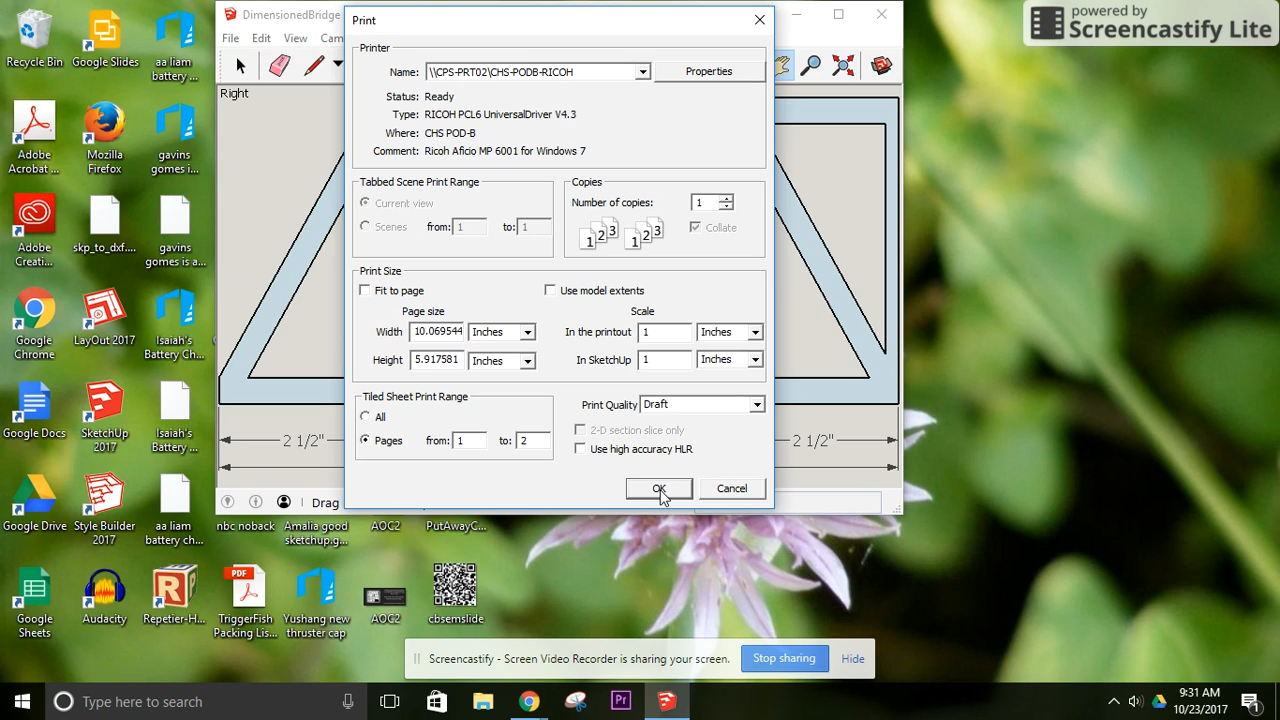 powered by
Screencastify Lite
DimensionedBridge
Print
File Edit View Cam
Printer
Name: \\CPS-PRT02\CHS-PODB-RICOH
Properties
Status: Ready
Type: RICOH PCL6 UniversalDriver V4.3
Where: CHS POD-B
Comment: Ricoh Aficio MP 6001 for Windows 7
Right
Tabbed Scene Print Range
Current view
Scenes from: 1 to: 1
Copies
Number of copies: 1
1 2 3 1 2 3
Collate
Print Size
Fit to page
Use model extents
Page size
Scale
Width 10.069544 Inches
In the printout 1 Inches
Height 5.917581 Inches
In SketchUp 1 Inches
Tiled Sheet Print Range
All
Pages from: 1 to: 2
Print Quality Draft
2-D section slice only
Use high accuracy HLR
OK
Cancel
2 1/2"
2 1/2"
Drag
Recycle Bin
Google Slides
aa liam
battery ...
Adobe
Acrobat ...
Mozilla
Firefox
gavins
gomes i...
Adobe
Creati...
skp_to_dxf...
gavins
gomes is a...
Google
Chrome
LayOut 2017
Isaiah's
Battery Ch...
Google Docs
SketchUp
2017
Isaiah's
Battery ...
Google Drive
Style Builder
2017
aa liam
battery ch...
nbc noback
Amalia good
sketchup.g...
AOC2
PutAwayC...
Google
Sheets
Audacity
Repetier-H...
PDF
TriggerFish
Packing Lis...
Yushang new
thruster cap
AOC2
cbsemslide
Screencastify - Screen Video Recorder is sharing your screen.
Stop sharing
Hide
Type here to search
Pr
9:31 AM
10/23/2017
1